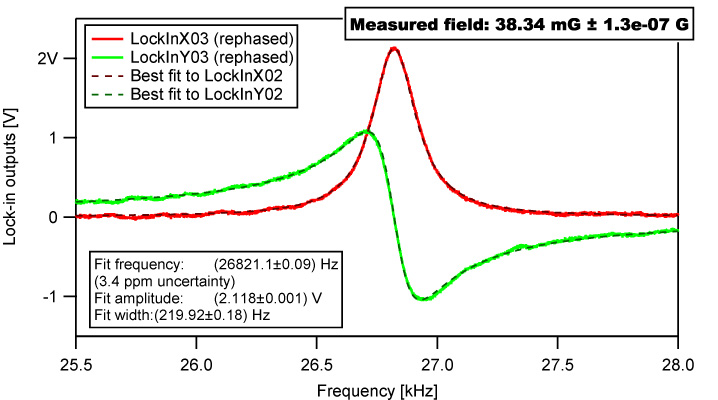 Measured field: 38.34 mG ± 1.3e-07 G
LockInX03 (rephased)
LockInY03 (rephased)
Best fit to LockInX02
Best fit to LockInY02
2V
1
0
-1
Lock-in outputs [V]
Fit frequency: (26821.1±0.09) Hz
(3.4 ppm uncertainty)
Fit amplitude: (2.118±0.001) V
Fit width:(219.92±0.18) Hz
25.5 26.0 26.5 27.0 27.5 28.0
Frequency [kHz]